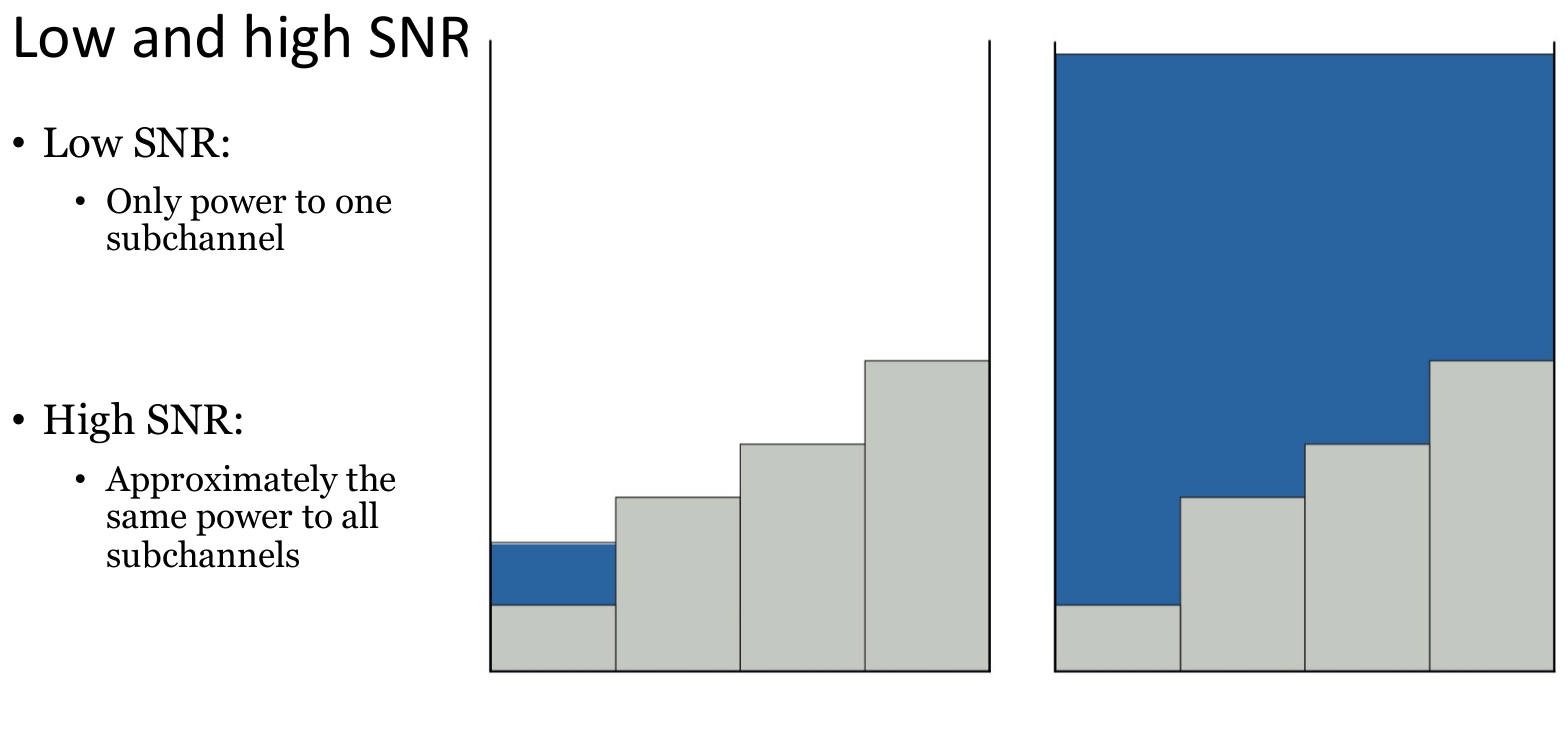 Low and high SNR
• Low SNR:
• Only power to one
subchannel
• High SNR:
• Approximately the
same power to all
subchannels